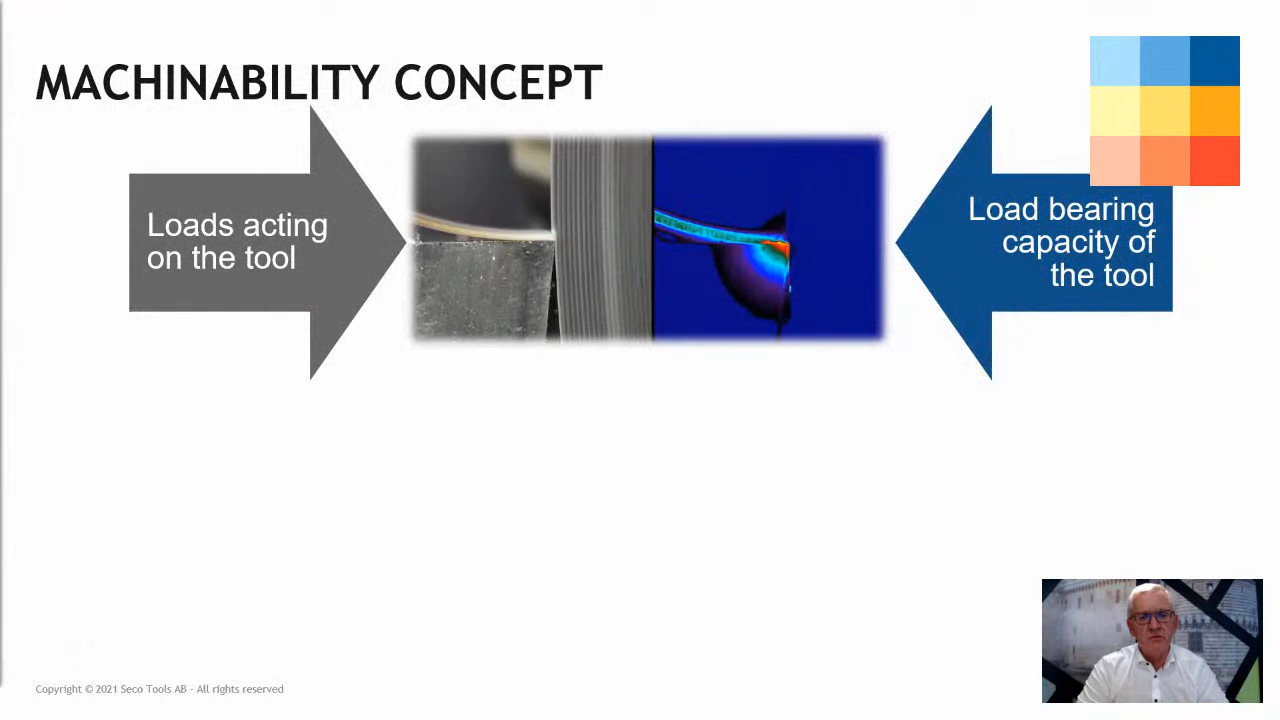 MACHINABILITY CONCEPT
Loads acting
on the tool
Load bearing
capacity of
the tool
Copyright © 2021 Seco Tools AB - All rights reserved